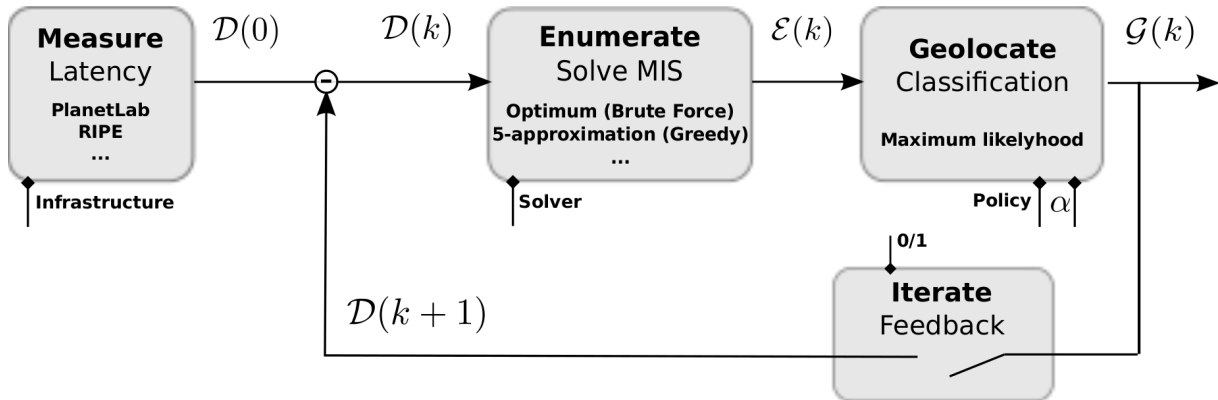 Measure
Latency
PlanetLab
RIPE
...
Infrastructure
𝒟(0)
-
𝒟(k)
Enumerate
Solve MIS
Optimum (Brute Force)
5-approximation (Greedy)
...
Solver
ℰ(k)
Geolocate
Classification
Maximum likelyhood
Policy
α
𝒢(k)
0/1
Iterate
Feedback
𝒟(k + 1)